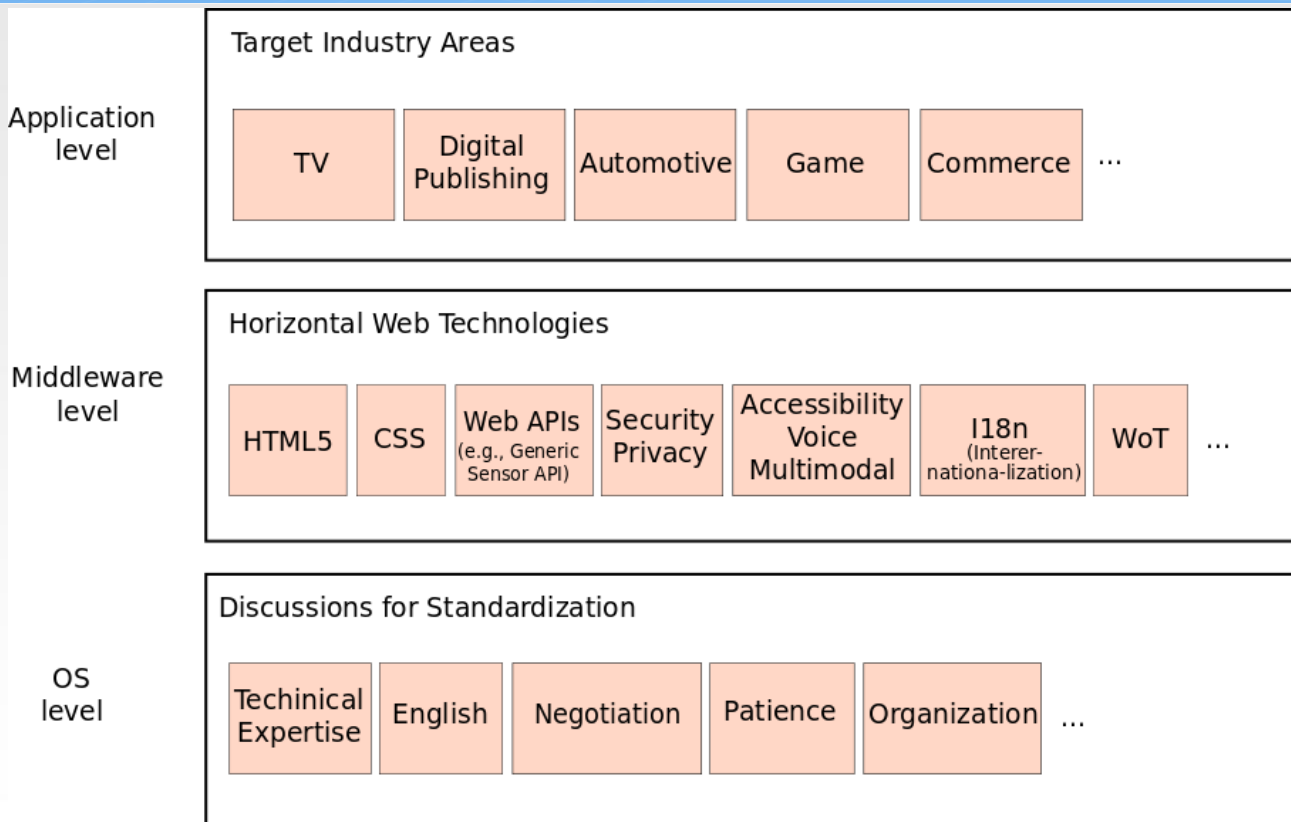 Target Industry Areas
Application
level
TV
Digital
Publishing
Automotive
Game
Commerce
...
Horizontal Web Technologies
Middleware
level
HTML5
CSS
Web APIs
(e.g., Generic
Sensor API)
Security
Privacy
Accessibility
Voice
Multimodal
I18n
(Interer-
nationa-lization)
WoT
...
Discussions for Standardization
OS
level
Techinical
Expertise
English
Negotiation
Patience
Organization
...